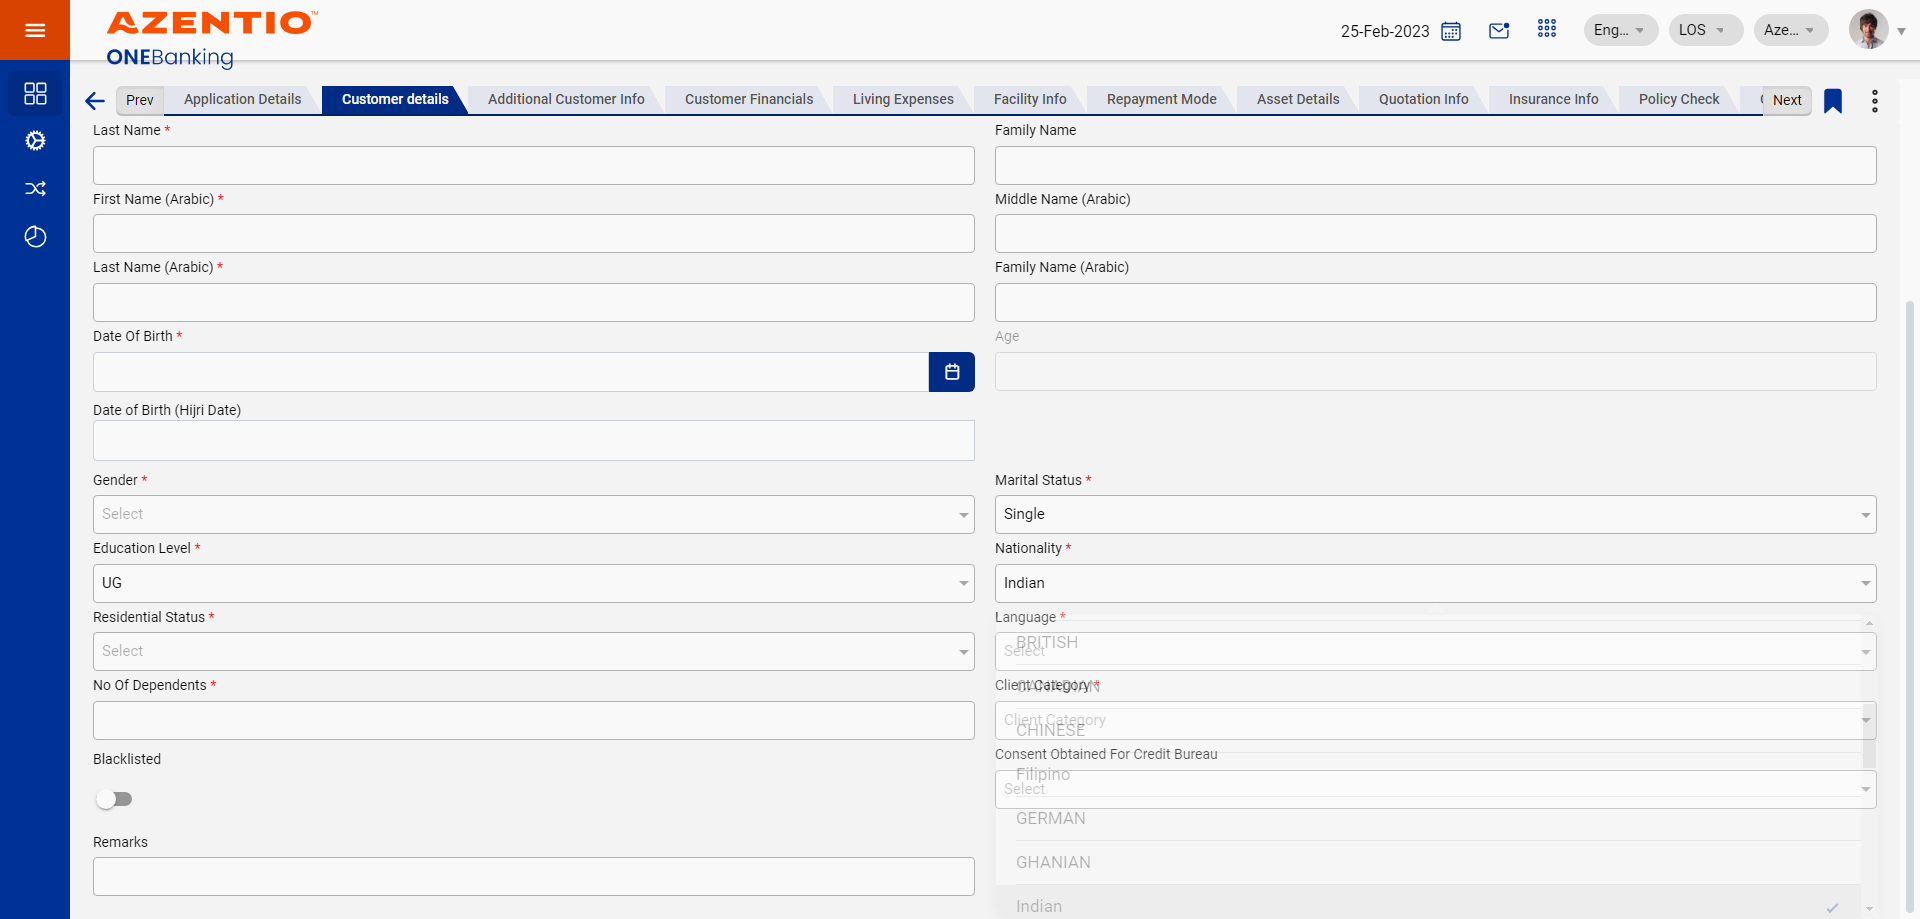 AZENTIO™
ONEBanking
25-Feb-2023
Eng...
LOS
Aze...
Prev
Application Details
Customer details
Additional Customer Info
Customer Financials
Living Expenses
Facility Info
Repayment Mode
Asset Details
Quotation Info
Insurance Info
Policy Check
Next
Last Name *
Family Name
First Name (Arabic) *
Middle Name (Arabic)
Last Name (Arabic) *
Family Name (Arabic)
Date Of Birth *
Age
Date of Birth (Hijri Date)
Gender *
Marital Status *
Select
Single
Education Level *
Nationality *
UG
Indian
Residential Status *
Language *
BRITISH
Select
Select
No Of Dependents *
Client Category *
CANADIAN
Client Category
CHINESE
Blacklisted
Consent Obtained For Credit Bureau
Filipino
Select
GERMAN
Remarks
GHANIAN
Indian